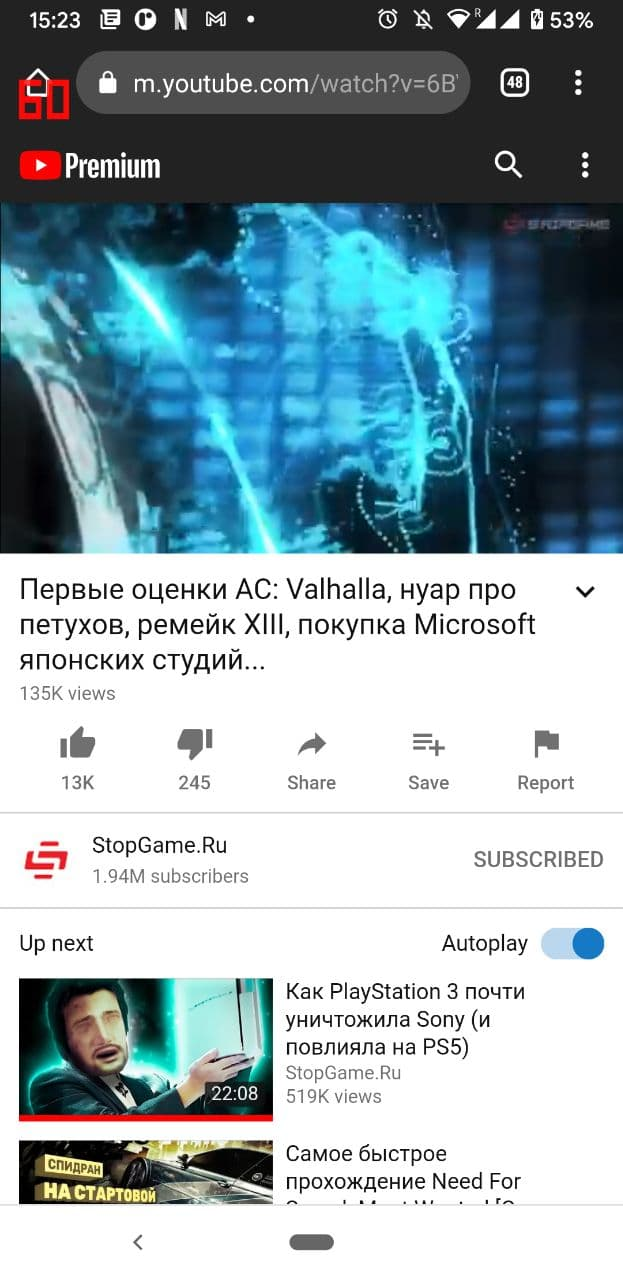 15:23
R
53%
60
m.youtube.com/watch?v=6B
48
Premium
STOPGAME
Первые оценки AC: Valhalla, нуар про
петухов, ремейк XIII, покупка Microsoft
японских студий...
135K views
13K
245
Share
Save
Report
StopGame.Ru
1.94M subscribers
SUBSCRIBED
Up next
Autoplay
Как PlayStation 3 почти
уничтожила Sony (и
повлияла на PS5)
StopGame.Ru
519K views
22:08
Самое быстрое
прохождение Need For
СПИДРАН
НА СТАРТОВОЙ